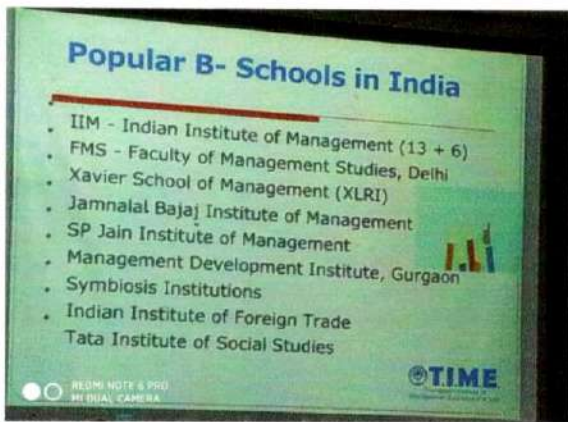 Popular B- Schools in India
IIM - Indian Institute of Management (13 + 6)
FMS - Faculty of Management Studies, Delhi
Xavier School of Management (XLRI)
Jamnalal Bajaj Institute of Management
SP Jain Institute of Management
Management Development Institute, Gurgaon
Symbiosis Institutions
Indian Institute of Foreign Trade
Tata Institute of Social Studies
T.I.M.E
REDMI NOTE 6 PRO
MI DUAL CAMERA